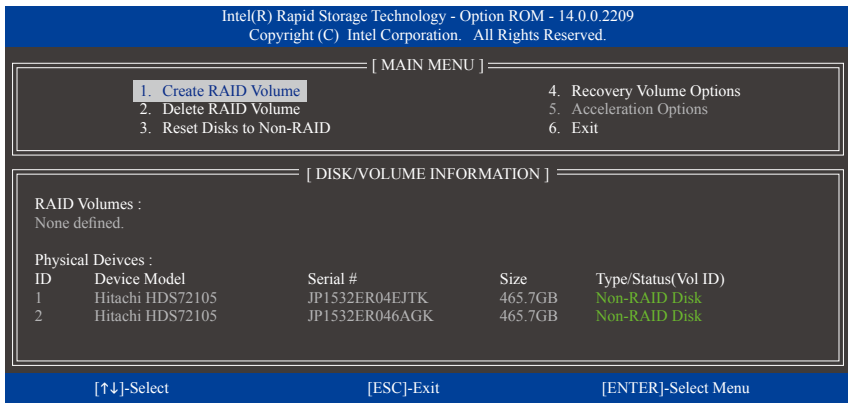 Intel(R) Rapid Storage Technology - Option ROM - 14.0.0.2209
Copyright (C) Intel Corporation. All Rights Reserved.
[ MAIN MENU ]
1. Create RAID Volume
2. Delete RAID Volume
3. Reset Disks to Non-RAID
4. Recovery Volume Options
5. Acceleration Options
6. Exit
[ DISK/VOLUME INFORMATION ]
RAID Volumes :
None defined.
Physical Deivces :
ID Device Model Serial # Size Type/Status(Vol ID)
1 Hitachi HDS72105 JP1532ER04EJTK 465.7GB Non-RAID Disk
2 Hitachi HDS72105 JP1532ER046AGK 465.7GB Non-RAID Disk
[↑↓]-Select [ESC]-Exit [ENTER]-Select Menu